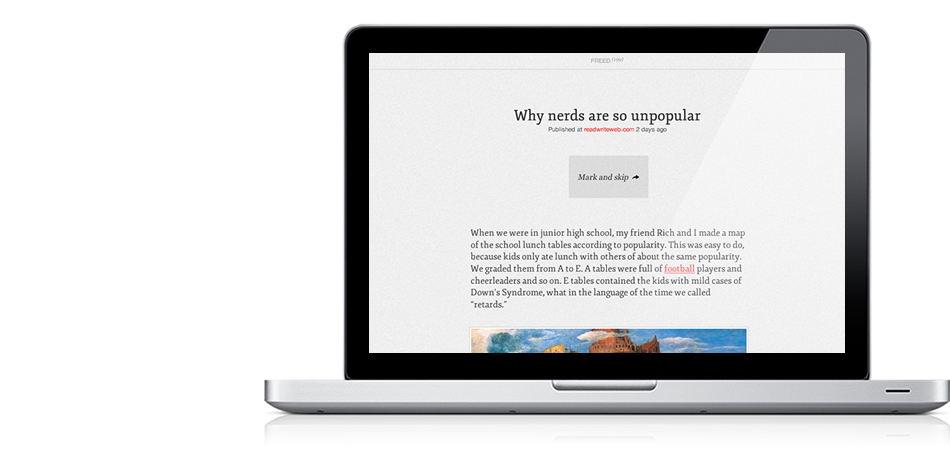 FREED
Why nerds are so unpopular
Published at readwriteweb.com 2 days ago
Mark and skip
When we were in junior high school, my friend Rich and I made a map
of the school lunch tables according to popularity. This was easy to do,
because kids only ate lunch with others of about the same popularity.
We graded them from A to E. A tables were full of football players and
cheerleaders and so on. E tables contained the kids with mild cases of
Down's Syndrome, what in the language of the time we called
"retards."